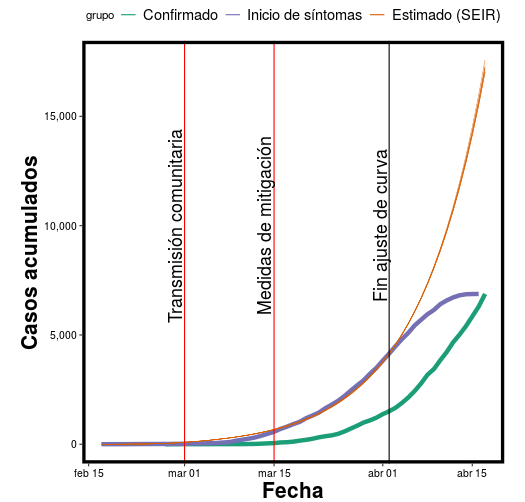 grupo Confirmado Inicio de síntomas Estimado (SEIR)
Casos acumulados
15,000
10,000
5,000
0
Transmisión comunitaria
Medidas de mitigación
Fin ajuste de curva
feb 15 mar 01 mar 15 abr 01 abr 15
Fecha